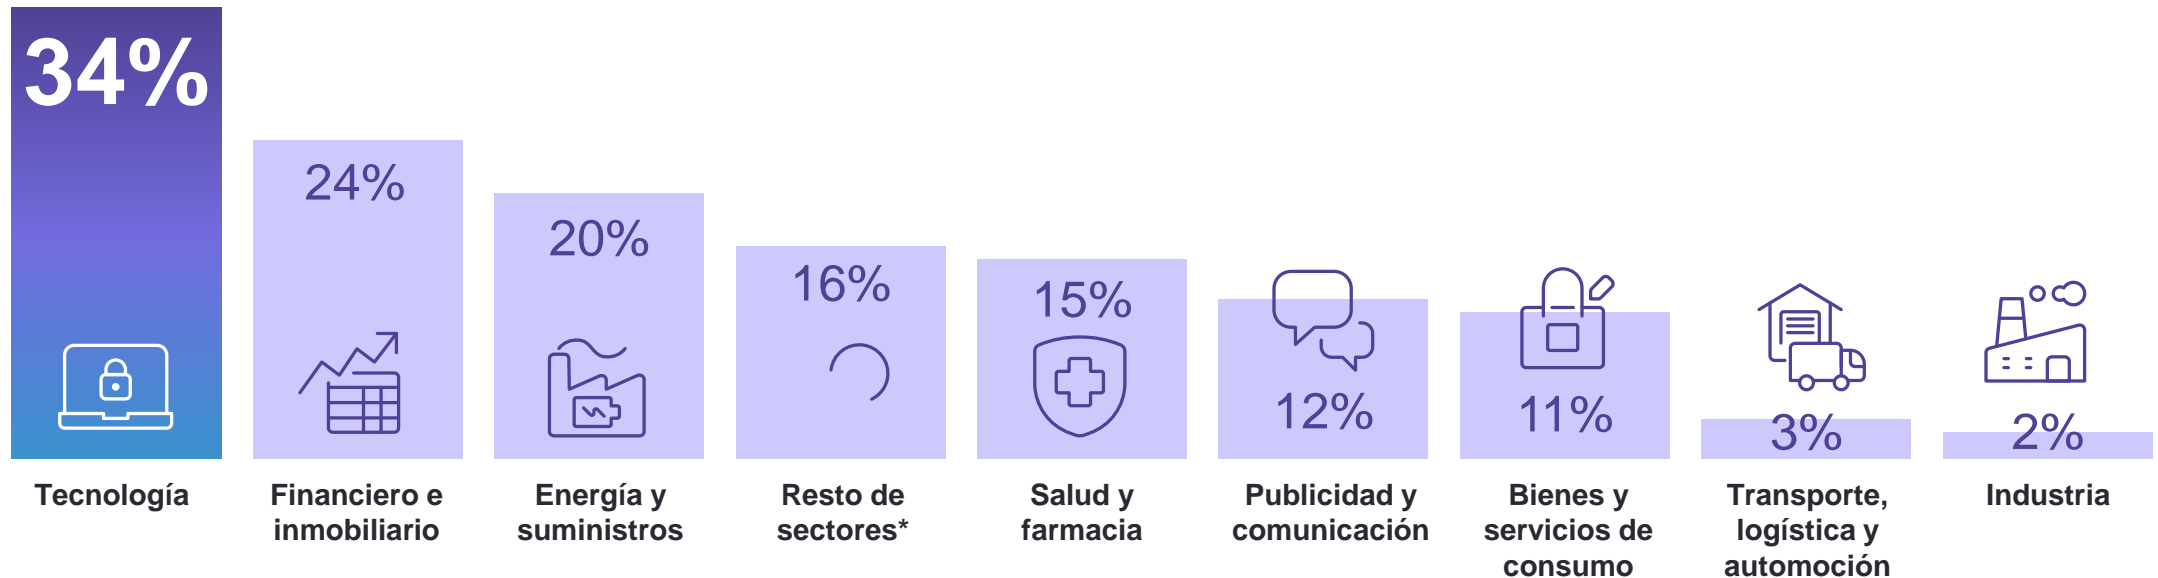 34%
24%
20%
16%
15%
12%
11%
3%
2%
Tecnología
Financiero e
inmobiliario
Energía y
suministros
Resto de
sectores*
Salud y
farmacia
Publicidad y
comunicación
Bienes y
servicios de
consumo
Transporte,
logística y
automoción
Industria